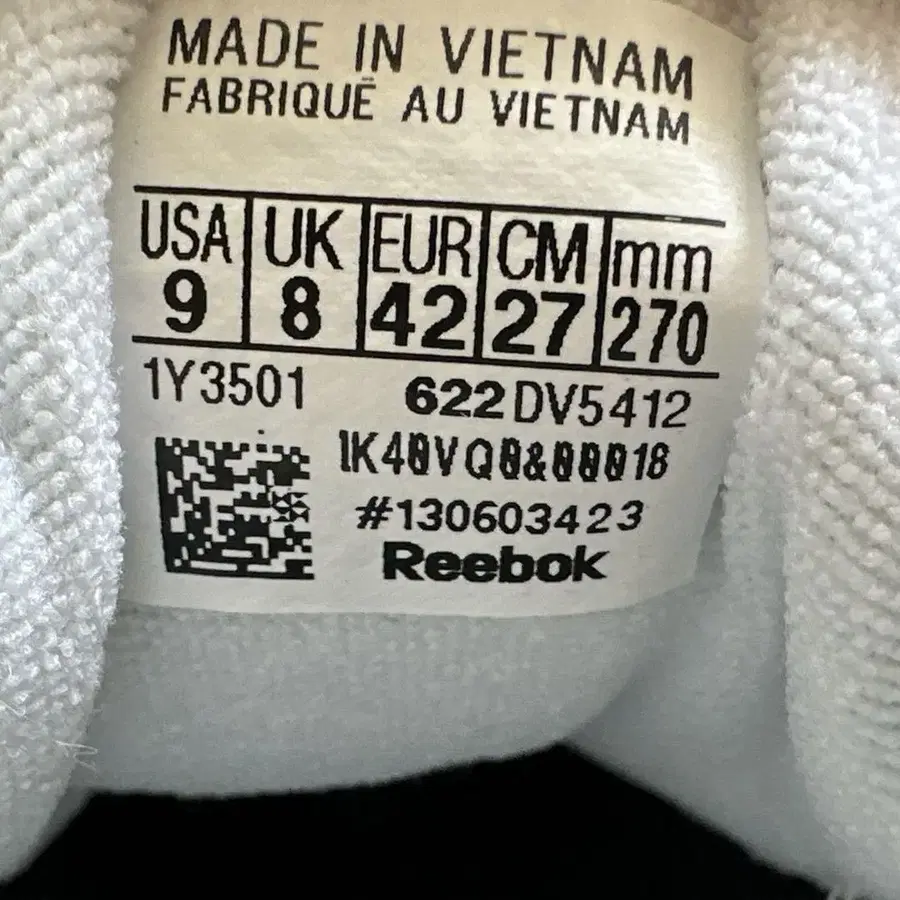 MADE IN VIETNAM
FABRIQUÉ AU VIETNAM
USA UK EUR CM mm
9 8 42 27 270
1Y3501 622 DV5412
#130603423
Reebok